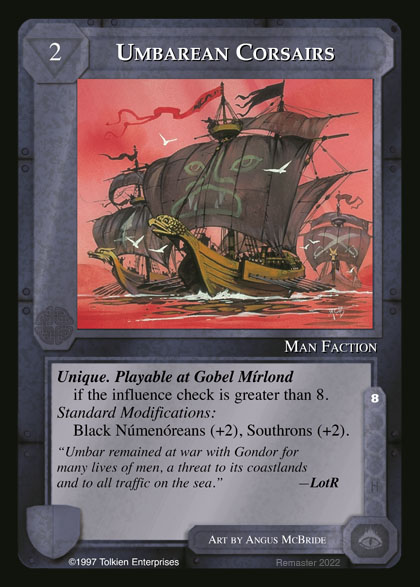 2
UMBAREAN CORSAIRS
MAN FACTION
Unique. Playable at Gobel Mírlond
if the influence check is greater than 8.
Standard Modifications:
Black Númenóreans (+2), Southrons (+2).
“Umbar remained at war with Gondor for
many lives of men, a threat to its coastlands
and to all traffic on the sea.” —LotR
8
H
ART BY ANGUS MCBRIDE
©1997 Tolkien Enterprises
Remaster 2022